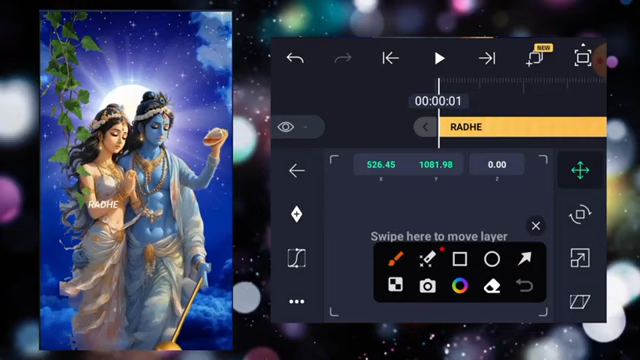 RADHE
NEW
00:00:01
RADHE
526.45 1081.98 0.00
X Y Z
Swipe here to move layer